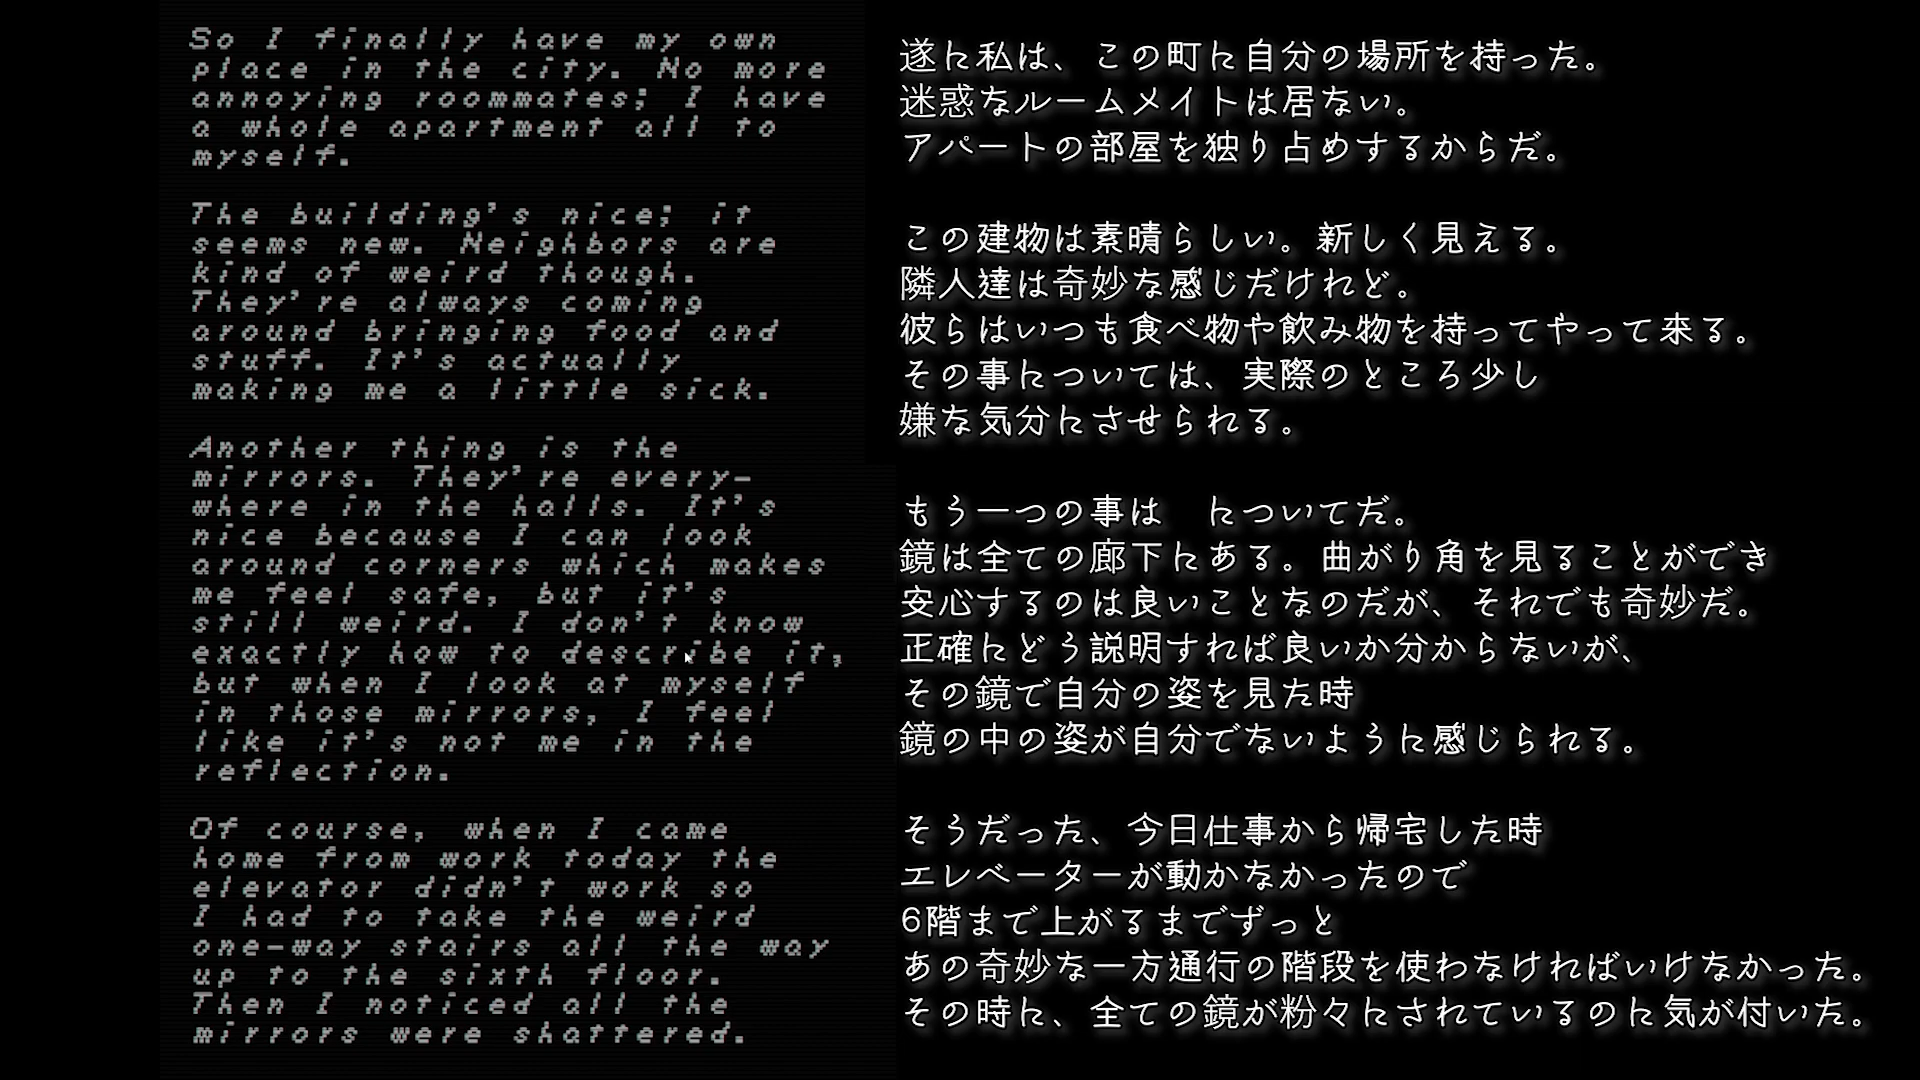 So I finally have my own
place in the city. No more
annoying roommates; I have
a whole apartment all to
myself.
The building's nice; it
seems new. Neighbors are
kind of weird though.
They're always coming
around bringing food and
stuff. It's actually
making me a little sick.
Another thing is the
mirrors. They're every-
where in the halls. It's
nice because I can look
around corners which makes
me feel safe, but it's
still weird. I don't know
exactly how to describe it,
but when I look at myself
in those mirrors, I feel
like it's not me in the
reflection.
Of course, when I came
home from work today the
elevator didn't work so
I had to take the weird
one-way stairs all the way
up to the sixth floor.
Then I noticed all the
mirrors were shattered.
遂に私は、この町に自分の場所を持った。
迷惑なルームメイトは居ない。
アパートの部屋を独り占めするからだ。
この建物は素晴らしい。新しく見える。
隣人達は奇妙な感じだけれど。
彼らはいつも食べ物や飲み物を持ってやって来る。
その事については、実際のところ少し
嫌な気分にさせられる。
もう一つの事は　についてだ。
鏡は全ての廊下にある。曲がり角を見ることができ
安心するのは良いことなのだが、それでも奇妙だ。
正確にどう説明すれば良いか分からないが、
その鏡で自分の姿を見た時
鏡の中の姿が自分でないように感じられる。
そうだった、今日仕事から帰宅した時
エレベーターが動かなかったので
6階まで上がるまでずっと
あの奇妙な一方通行の階段を使わなければいけなかった。
その時に、全ての鏡が粉々にされているのに気が付いた。